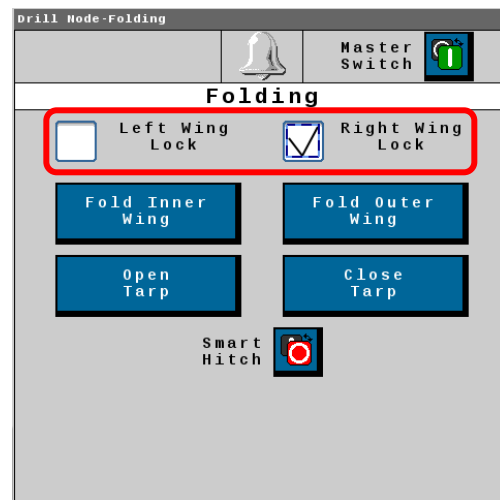 Drill Node-Folding
Master
Switch
Folding
Left Wing
Lock
Right Wing
Lock
Fold Inner
Wing
Fold Outer
Wing
Open
Tarp
Close
Tarp
Smart
Hitch